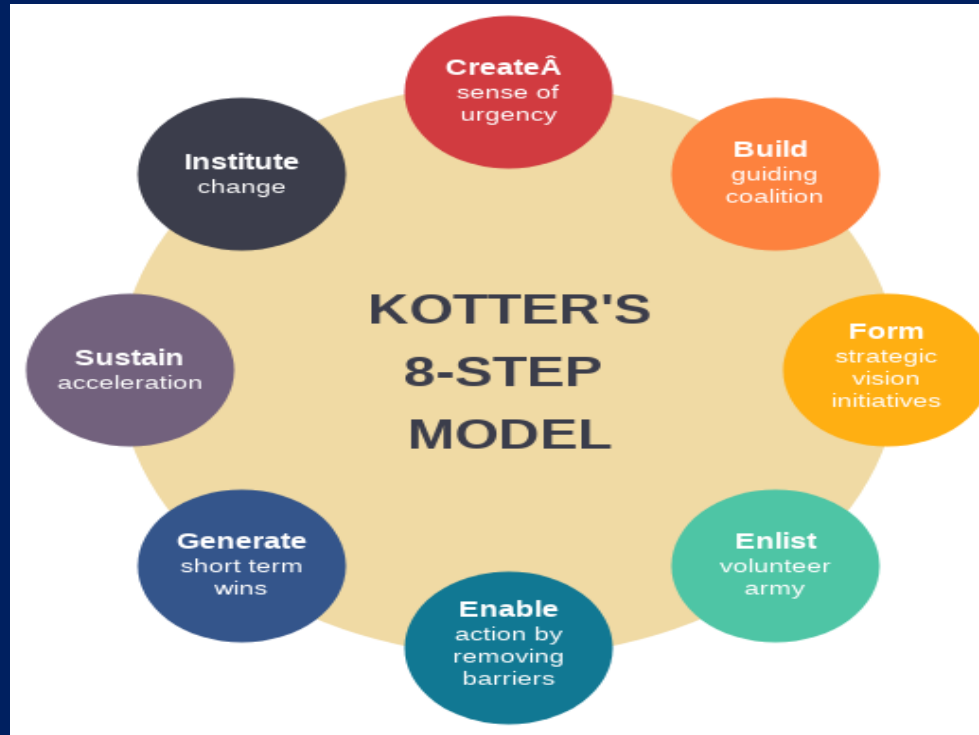 CreateÂ
sense of
urgency
Build
guiding
coalition
Form
strategic
vision
initiatives
Enlist
volunteer
army
Enable
action by
removing
barriers
Generate
short term
wins
Sustain
acceleration
Institute
change
KOTTER'S
8-STEP
MODEL